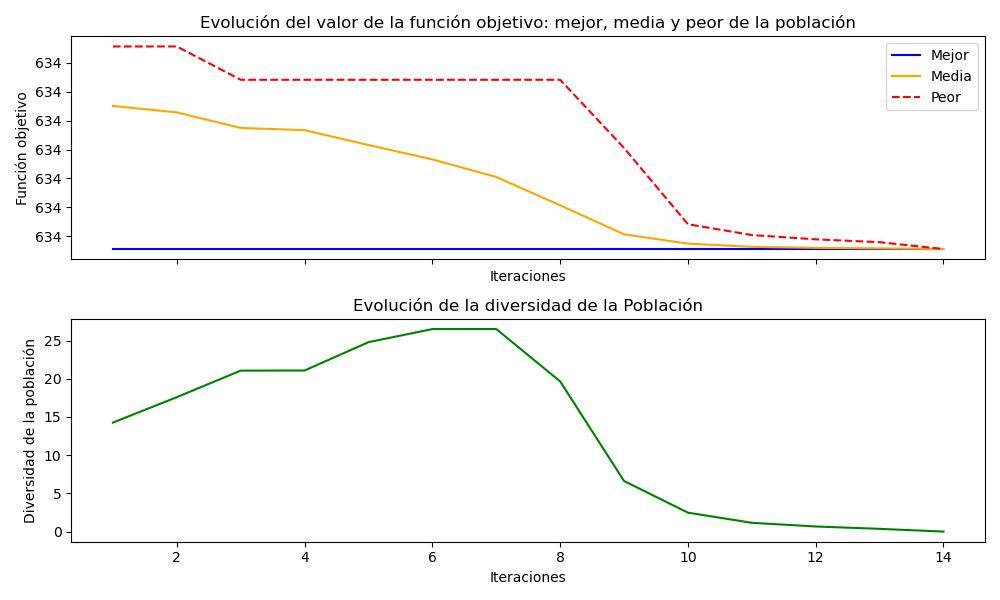 Evolución del valor de la función objetivo: mejor, media y peor de la población
Función objetivo
634
634
634
634
634
634
634
Mejor
Media
Peor
Iteraciones
Evolución de la diversidad de la Población
Diversidad de la población
25
20
15
10
5
0
2 4 6 8 10 12 14
Iteraciones